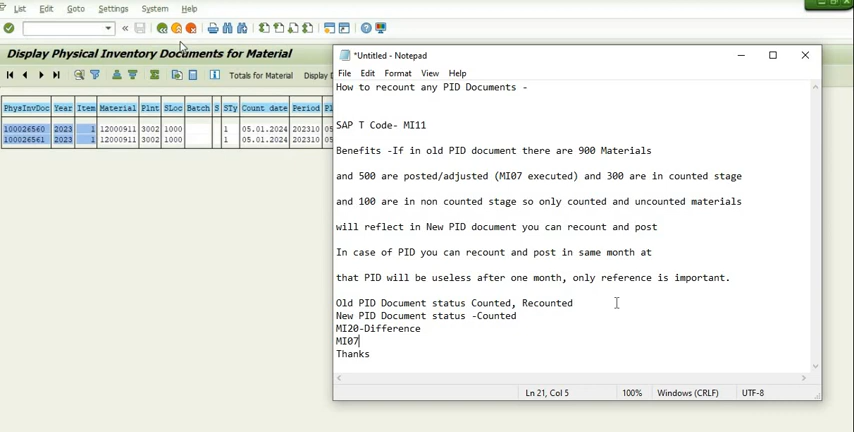 List Edit Goto Settings System Help
Display Physical Inventory Documents for Material
Totals for Material Display
PhysInvDoc Year Item Material Plnt SLoc Batch S STy Count date Period Pl
100026560 2023 1 12000911 3002 1000 1 05.01.2024 202310 05
100026561 2023 1 12000911 3002 1000 1 05.01.2024 202310 05
*Untitled - Notepad
File Edit Format View Help
How to recount any PID Documents -
SAP T Code- MI11
Benefits -If in old PID document there are 900 Materials
and 500 are posted/adjusted (MI07 executed) and 300 are in counted stage
and 100 are in non counted stage so only counted and uncounted materials
will reflect in New PID document you can recount and post
In case of PID you can recount and post in same month at
that PID will be useless after one month, only reference is important.
Old PID Document status Counted, Recounted
New PID Document status -Counted
MI20-Difference
MI07
Thanks
Ln 21, Col 5 100% Windows (CRLF) UTF-8